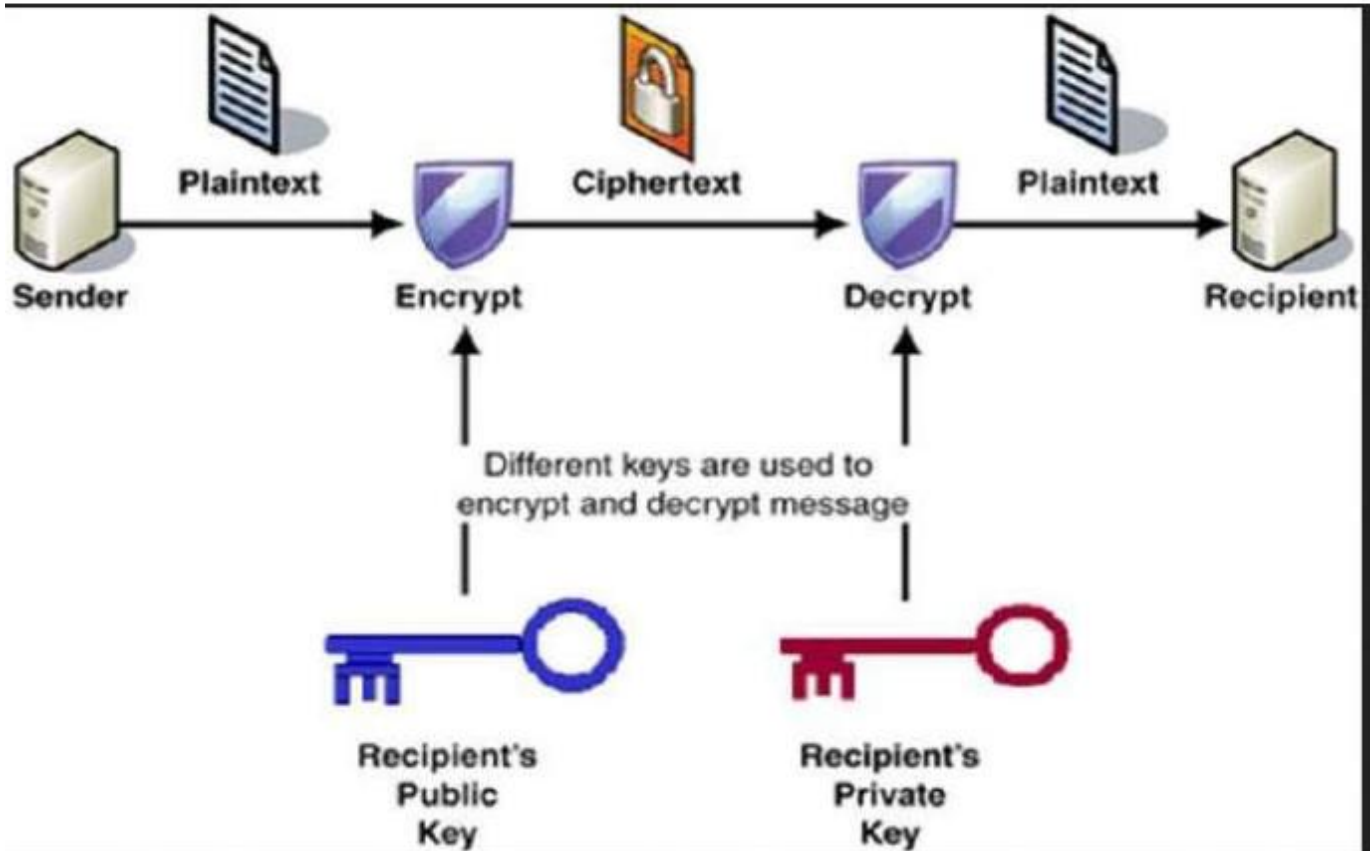 Plaintext
Ciphertext
Plaintext
Sender
Encrypt
Decrypt
Recipient
Different keys are used to
encrypt and decrypt message
Recipient's
Public
Key
Recipient's
Private
Key